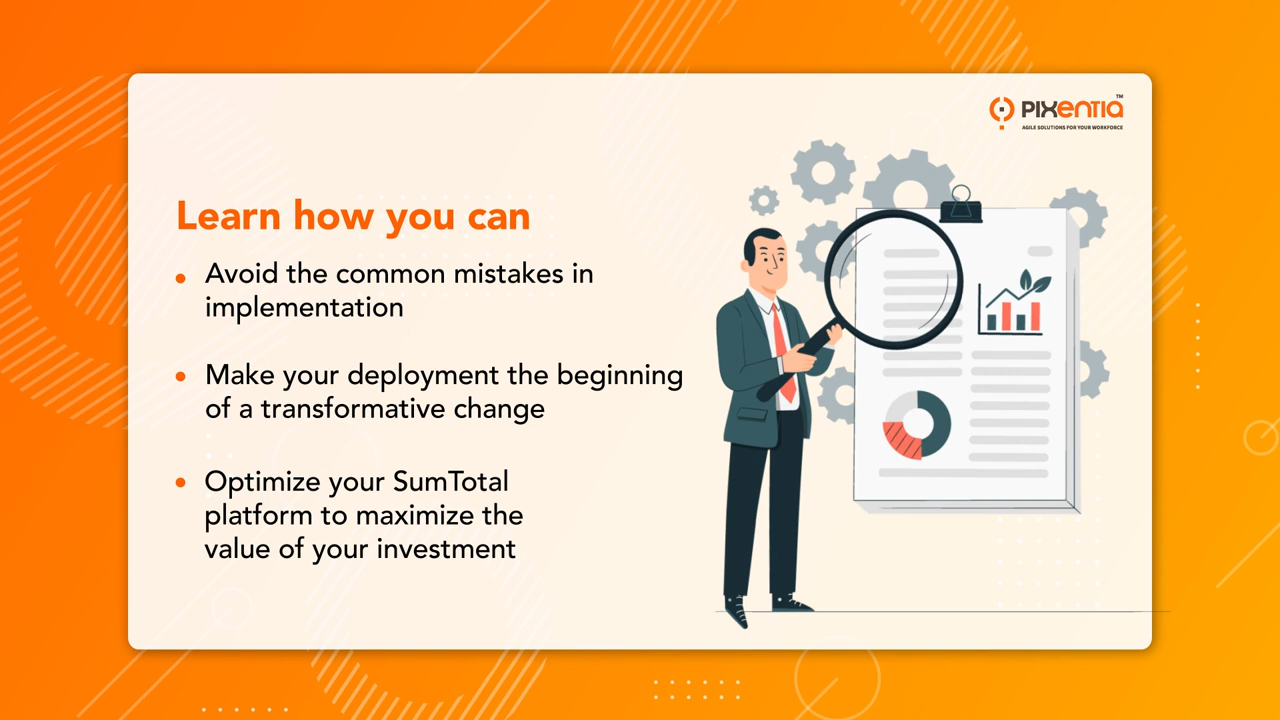 PIXentia™
AGILE SOLUTIONS FOR YOUR WORKFORCE
Learn how you can
• Avoid the common mistakes in
implementation
• Make your deployment the beginning
of a transformative change
• Optimize your SumTotal
platform to maximize the
value of your investment